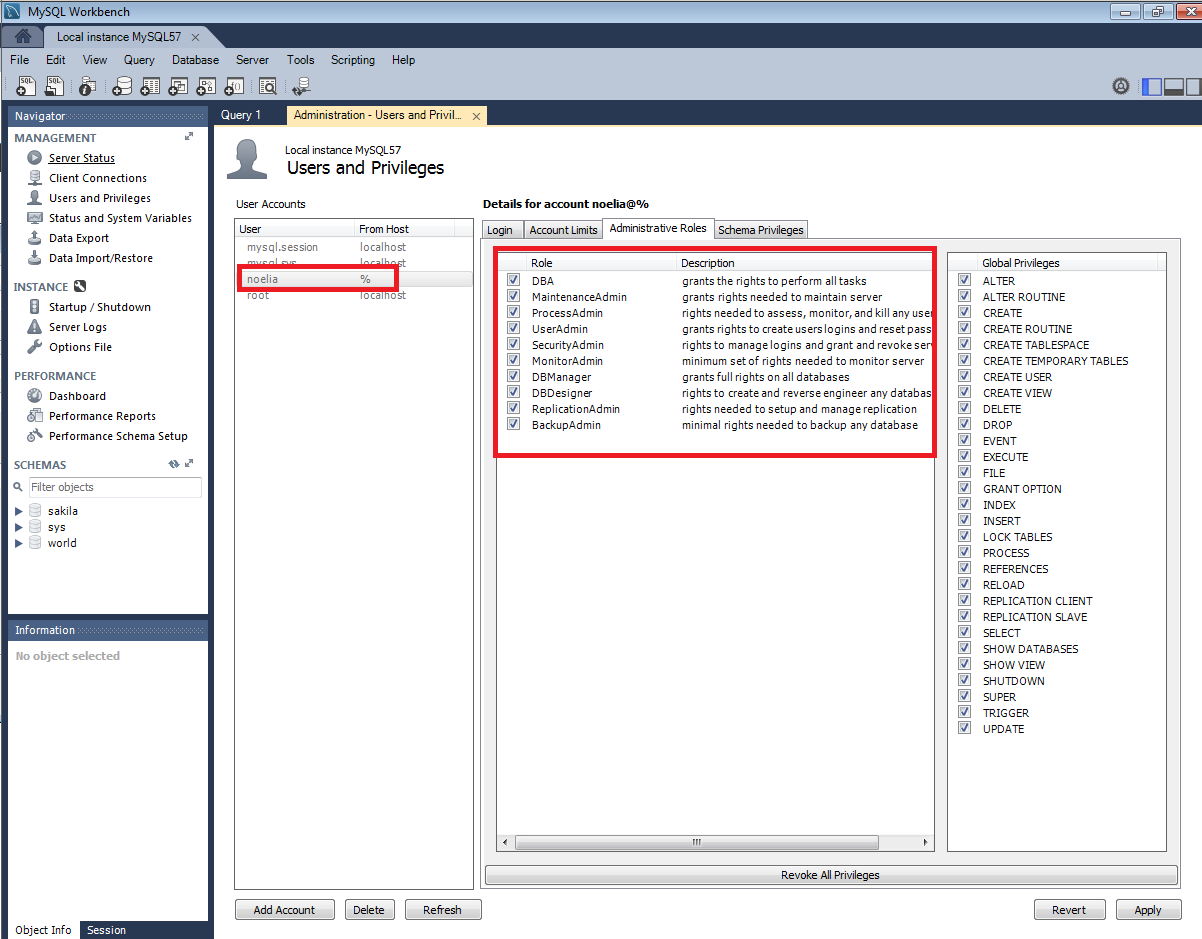 MySQL Workbench
Local instance MySQL57
File Edit View Query Database Server Tools Scripting Help
Navigator
MANAGEMENT
Server Status
Client Connections
Users and Privileges
Status and System Variables
Data Export
Data Import/Restore
INSTANCE
Startup / Shutdown
Server Logs
Options File
PERFORMANCE
Dashboard
Performance Reports
Performance Schema Setup
SCHEMAS
Filter objects
sakila
sys
world
Information
No object selected
Object Info Session
Query 1 Administration - Users and Privil...
Local instance MySQL57
Users and Privileges
User Accounts
User From Host
mysql.session localhost
mysql.sys localhost
noelia %
root localhost
Add Account Delete Refresh
Details for account noelia@%
Login Account Limits Administrative Roles Schema Privileges
Role Description
DBA grants the rights to perform all tasks
MaintenanceAdmin grants rights needed to maintain server
ProcessAdmin rights needed to assess, monitor, and kill any user
UserAdmin grants rights to create users logins and reset pass
SecurityAdmin rights to manage logins and grant and revoke serv
MonitorAdmin minimum set of rights needed to monitor server
DBManager grants full rights on all databases
DBDesigner rights to create and reverse engineer any databas
ReplicationAdmin rights needed to setup and manage replication
BackupAdmin minimal rights needed to backup any database
Global Privileges
ALTER
ALTER ROUTINE
CREATE
CREATE ROUTINE
CREATE TABLESPACE
CREATE TEMPORARY TABLES
CREATE USER
CREATE VIEW
DELETE
DROP
EVENT
EXECUTE
FILE
GRANT OPTION
INDEX
INSERT
LOCK TABLES
PROCESS
REFERENCES
RELOAD
REPLICATION CLIENT
REPLICATION SLAVE
SELECT
SHOW DATABASES
SHOW VIEW
SHUTDOWN
SUPER
TRIGGER
UPDATE
Revoke All Privileges
Revert Apply